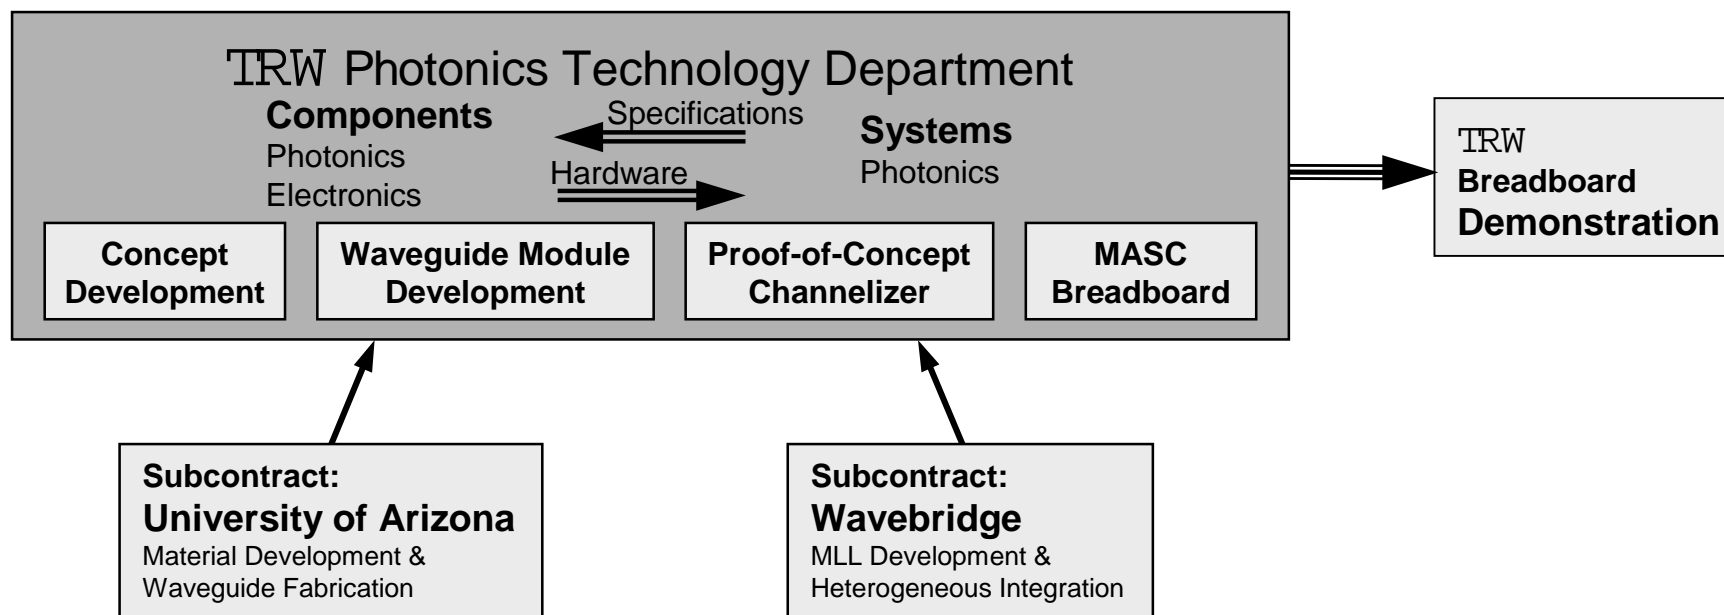 TRW Photonics Technology Department
Components
Photonics
Electronics
Specifications
Hardware
Systems
Photonics
Concept
Development
Waveguide Module
Development
Proof-of-Concept
Channelizer
MASC
Breadboard
TRW
Breadboard
Demonstration
Subcontract:
University of Arizona
Material Development &
Waveguide Fabrication
Subcontract:
Wavebridge
MLL Development &
Heterogeneous Integration